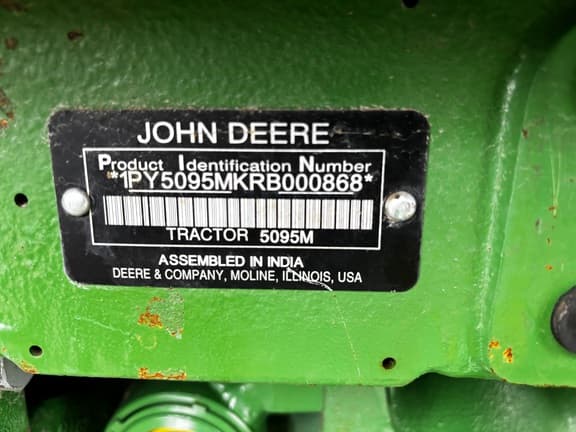 JOHN DEERE
Product Identification Number
*1PY5095MKRB000868*
TRACTOR 5095M
ASSEMBLED IN INDIA
DEERE & COMPANY, MOLINE, ILLINOIS, USA